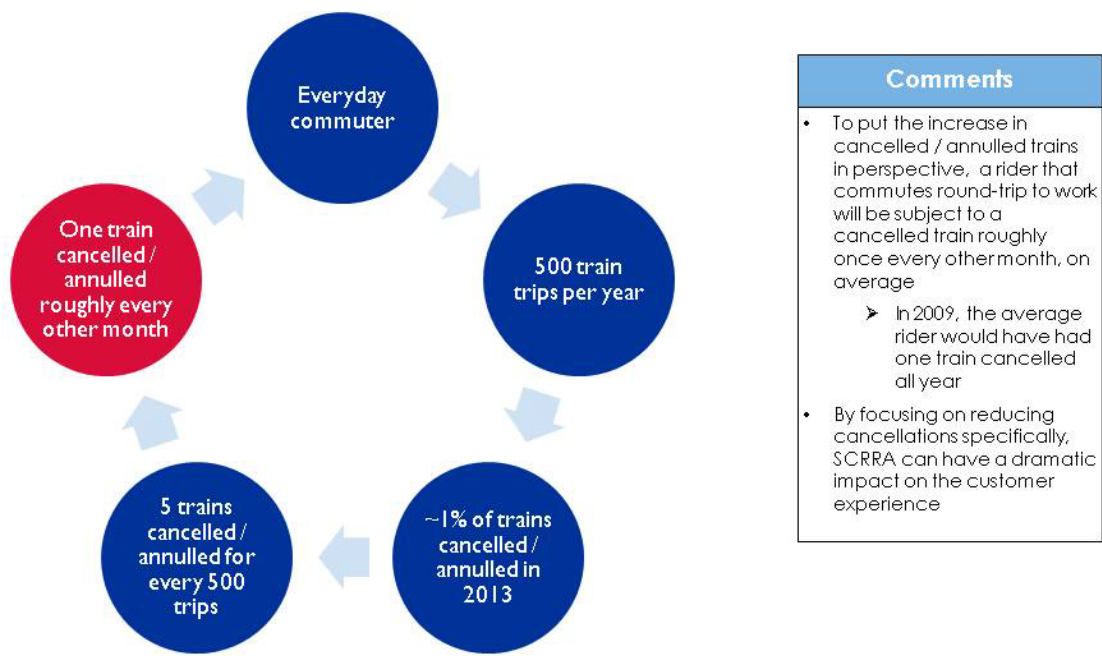 Everyday
commuter
500 train
trips per year
~1% of trains
cancelled /
annulled in
2013
5 trains
cancelled /
annulled for
every 500
trips
One train
cancelled /
annulled
roughly every
other month
Comments
• To put the increase in
cancelled / annulled trains
in perspective, a rider that
commutes round-trip to work
will be subject to a
cancelled train roughly
once every other month, on
average
➢ In 2009, the average
rider would have had
one train cancelled
all year
• By focusing on reducing
cancellations specifically,
SCRRA can have a dramatic
impact on the customer
experience